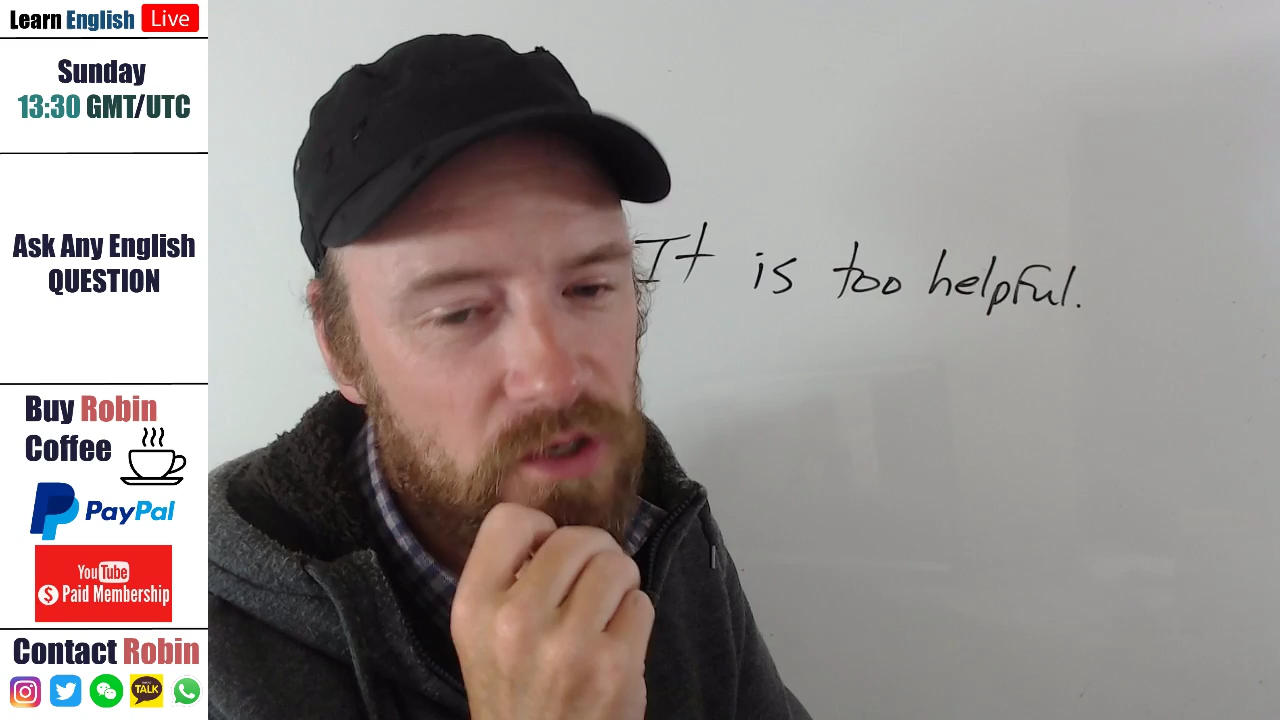 Learn English Live
Sunday
13:30 GMT/UTC
Ask Any English
QUESTION
Buy Robin
Coffee
PayPal
YouTube
$ Paid Membership
Contact Robin
TALK
It is too helpful.